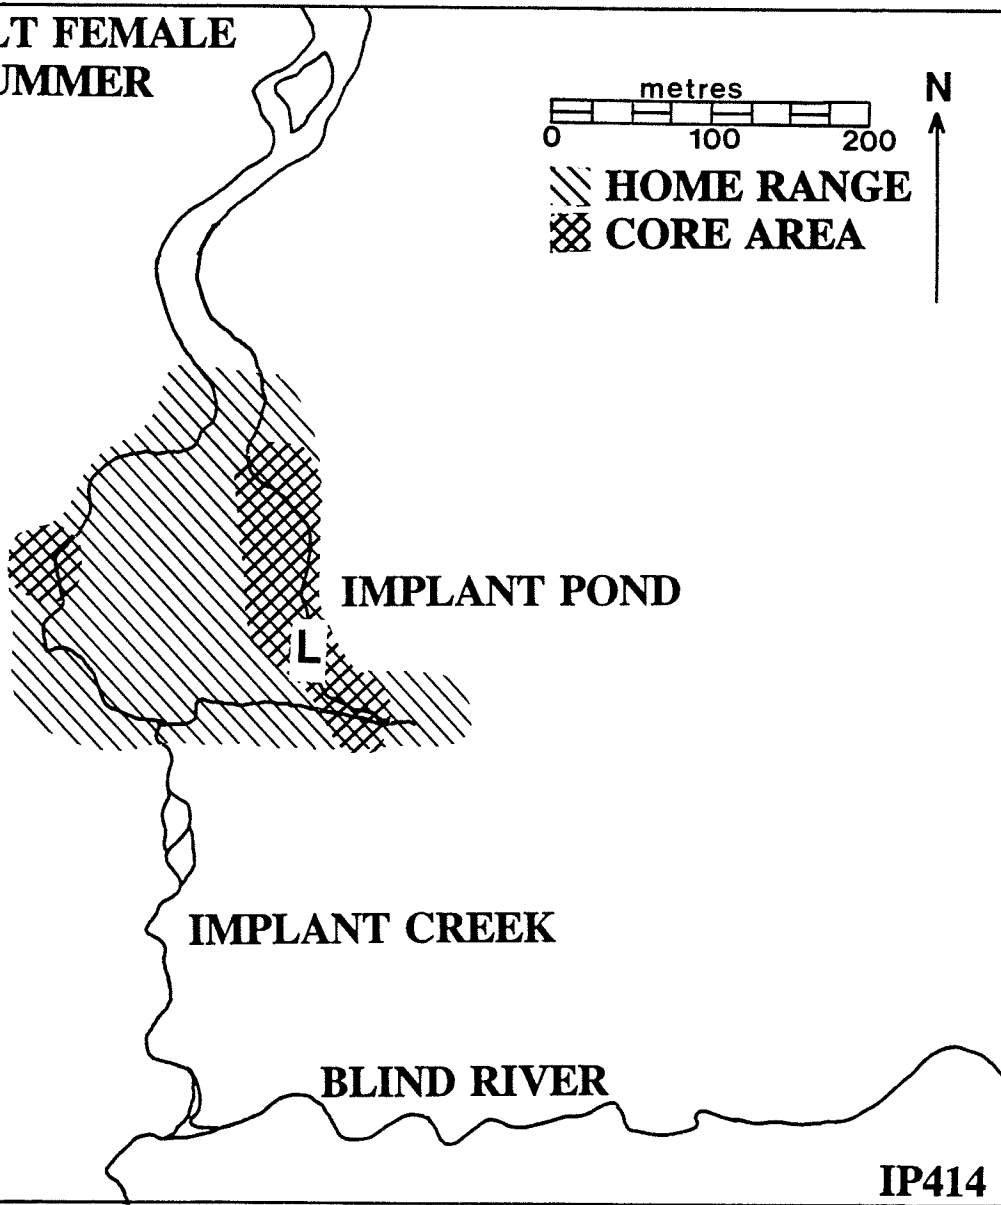 LT FEMALE
UMMER
metres
0 100 200
N
HOME RANGE
CORE AREA
IMPLANT POND
L
IMPLANT CREEK
BLIND RIVER
IP414